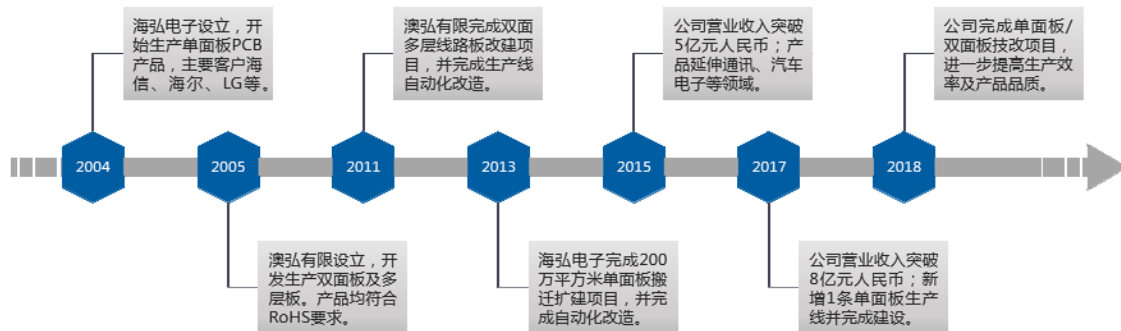 海弘电子设立，开
始生产单面板PCB
产品，主要客户海
信、海尔、LG等。
澳弘有限完成双面
多层线路板改建项
目，并完成生产线
自动化改造。
公司营业收入突破
5亿元人民币；产
品延伸通讯、汽车
电子等领域。
公司完成单面板/
双面板技改项目，
进一步提高生产效
率及产品品质。
2004
2005
2011
2013
2015
2017
2018
澳弘有限设立，开
发生产双面板及多
层板。产品均符合
RoHS要求。
海弘电子完成200
万平方米单面板搬
迁扩建项目，并完
成自动化改造。
公司营业收入突破
8亿元人民币；新
增1条单面板生产
线并完成建设。